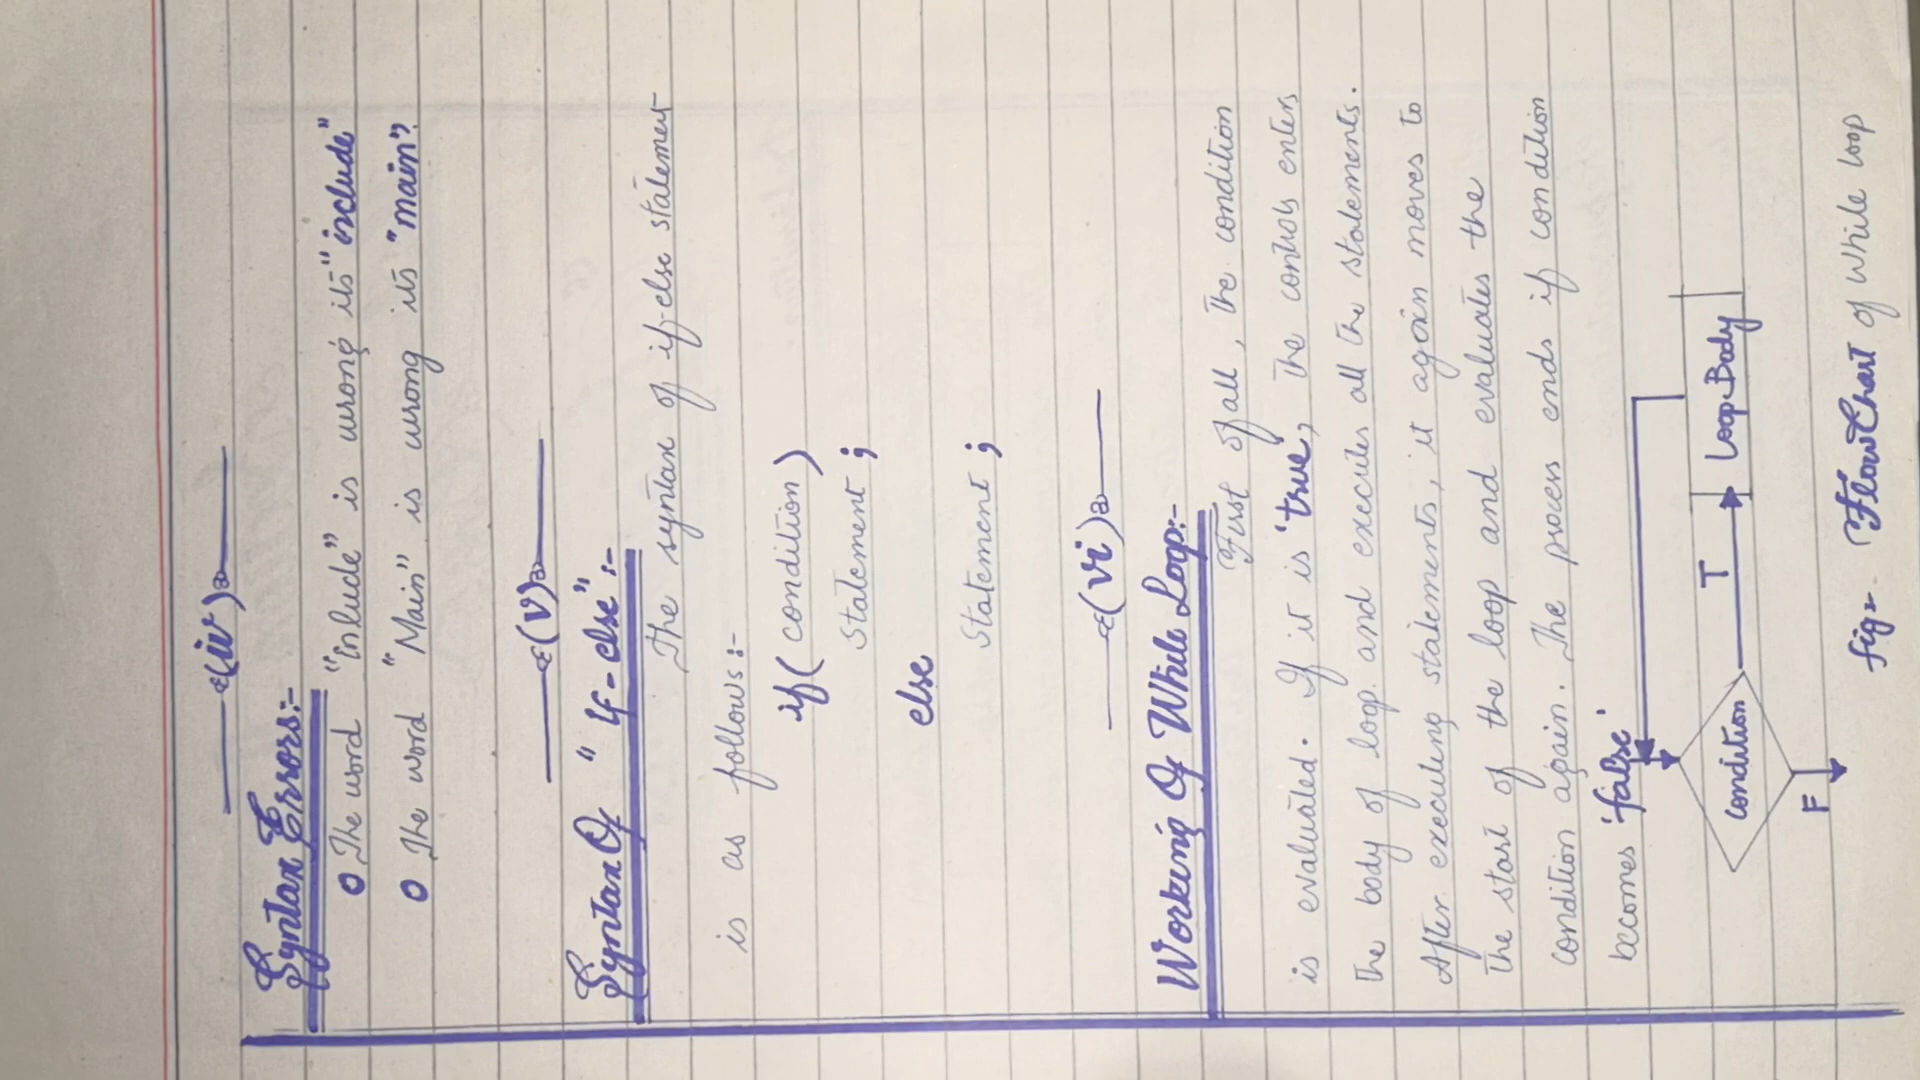 (iv)
Syntax Errors:-
The word "Inlude" is wrong its "include"
The word "Main" is wrong its "main".
(v)
Syntax Of "If-else":-
The syntax of if-else statement
is as follows:-
if (condition)
statement;
else
statement;
(vi)
Working Of While Loop:-
First of all, the condition
is evaluated. If it is 'true', the control enters
the body of loop and executes all the statements.
After executing statements, it again moves to
the start of the loop and evaluates the
condition again. The process ends if condition
becomes 'false'
Condition
T
Loop Body
F
fig:- FlowChart of While loop